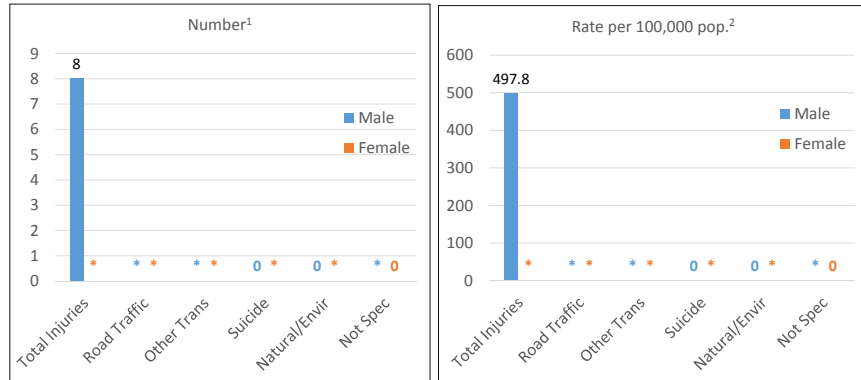 Number¹
9
8
7
6
5
4
3
2
1
0
8
Male
Female
* * * * * * 0 * 0 * * 0
Total Injuries
Road Traffic
Other Trans
Suicide
Natural/Envir
Not Spec
Rate per 100,000 pop.²
600
500
400
300
200
100
0
497.8
Male
Female
* * * * * 0 * 0 * * 0
Total Injuries
Road Traffic
Other Trans
Suicide
Natural/Envir
Not Spec